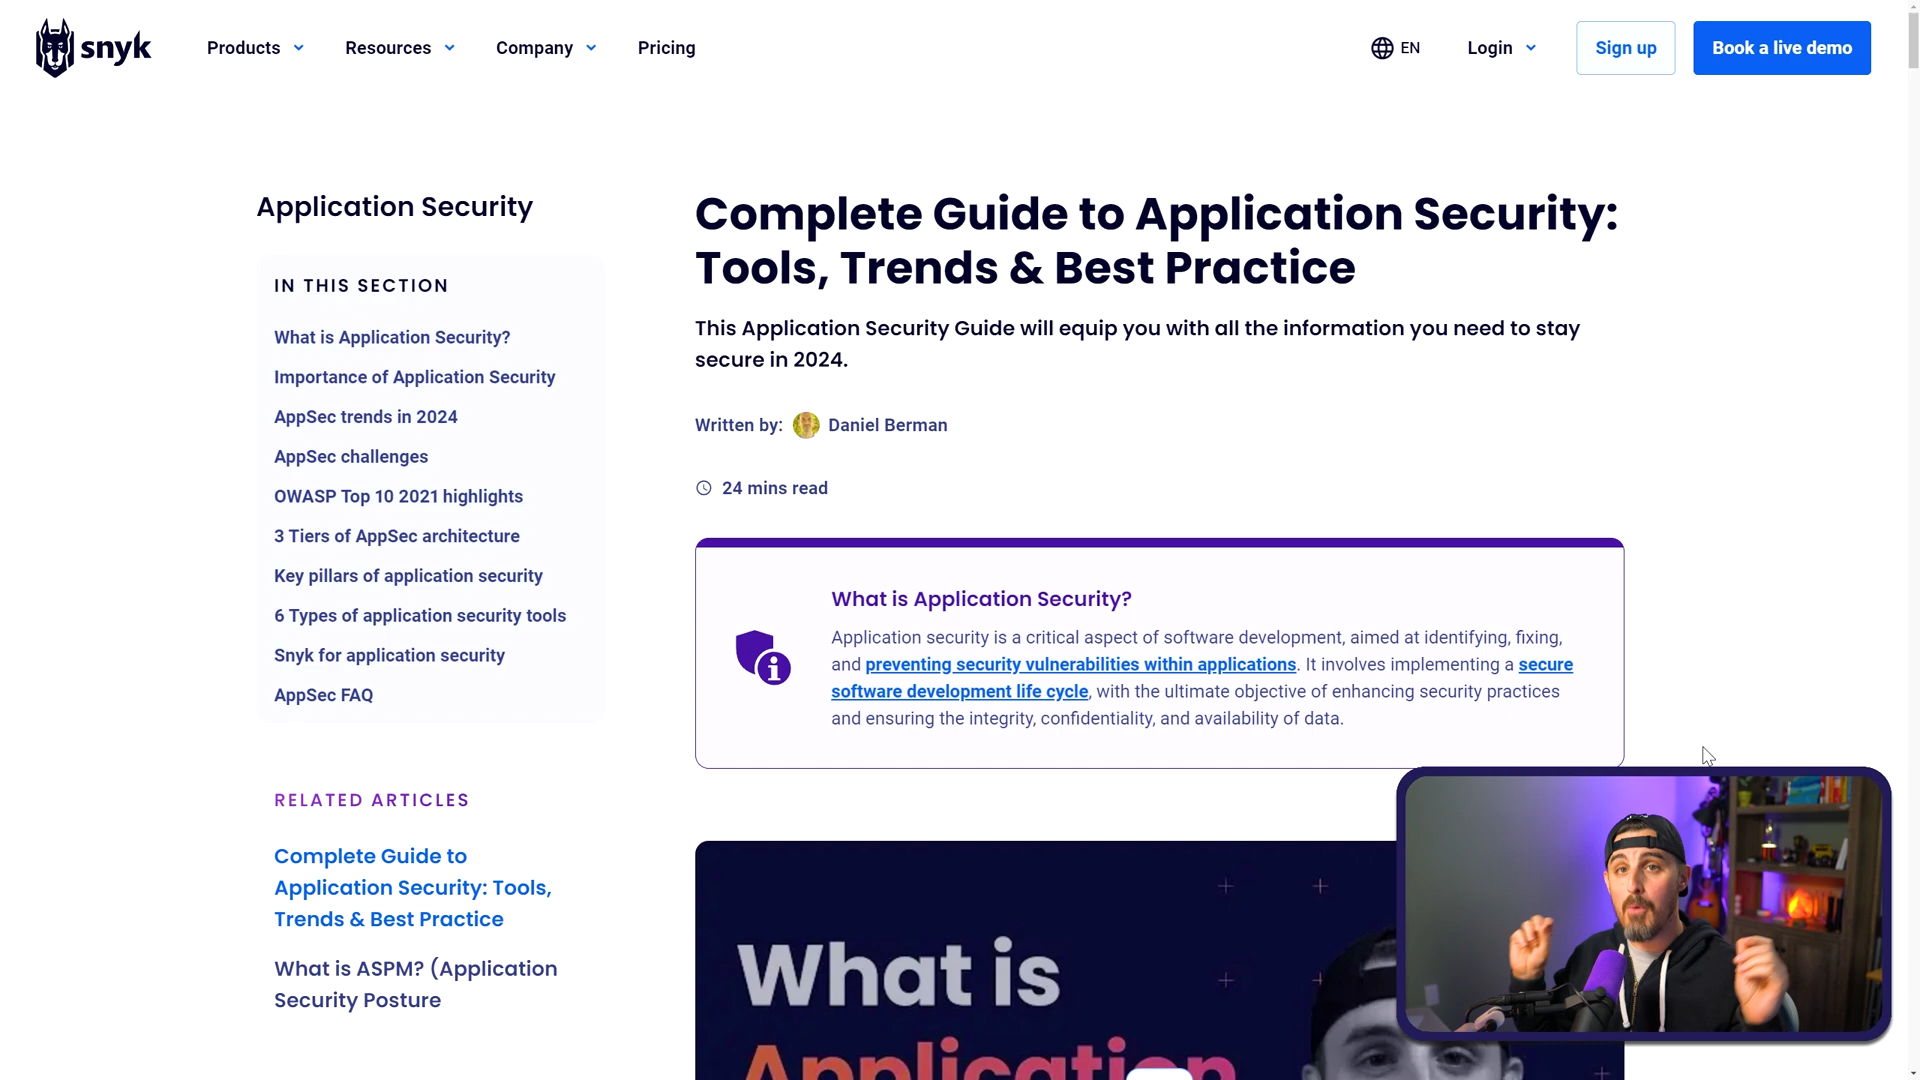 snyk
Products
Resources
Company
Pricing
EN
Login
Sign up
Book a live demo
Application Security
IN THIS SECTION
What is Application Security?
Importance of Application Security
AppSec trends in 2024
AppSec challenges
OWASP Top 10 2021 highlights
3 Tiers of AppSec architecture
Key pillars of application security
6 Types of application security tools
Snyk for application security
AppSec FAQ
RELATED ARTICLES
Complete Guide to
Application Security: Tools,
Trends & Best Practice
What is ASPM? (Application
Security Posture
Complete Guide to Application Security:
Tools, Trends & Best Practice
This Application Security Guide will equip you with all the information you need to stay
secure in 2024.
Written by: Daniel Berman
24 mins read
What is Application Security?
Application security is a critical aspect of software development, aimed at identifying, fixing,
and preventing security vulnerabilities within applications. It involves implementing a secure
software development life cycle, with the ultimate objective of enhancing security practices
and ensuring the integrity, confidentiality, and availability of data.
What is
Application